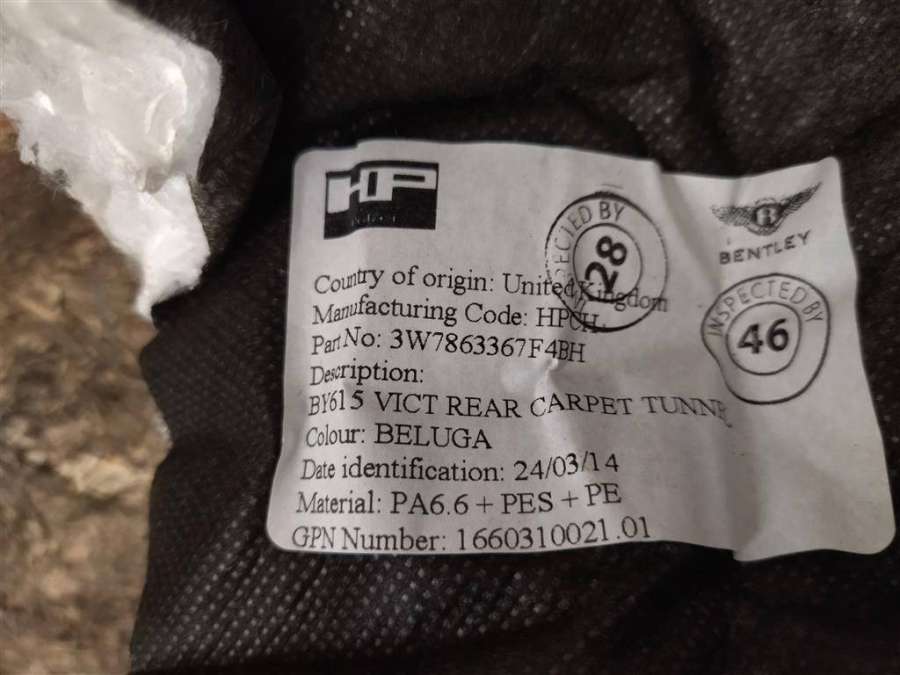 HP
INSPECTED BY
28
BENTLEY
Country of origin: United Kingdom
INSPECTED BY
46
Manufacturing Code: HPCH
Part No: 3W7863367F4BH
Description:
BY615 VICT REAR CARPET TUNNE
Colour: BELUGA
Date identification: 24/03/14
Material: PA6.6 + PES + PE
GPN Number: 1660310021.01